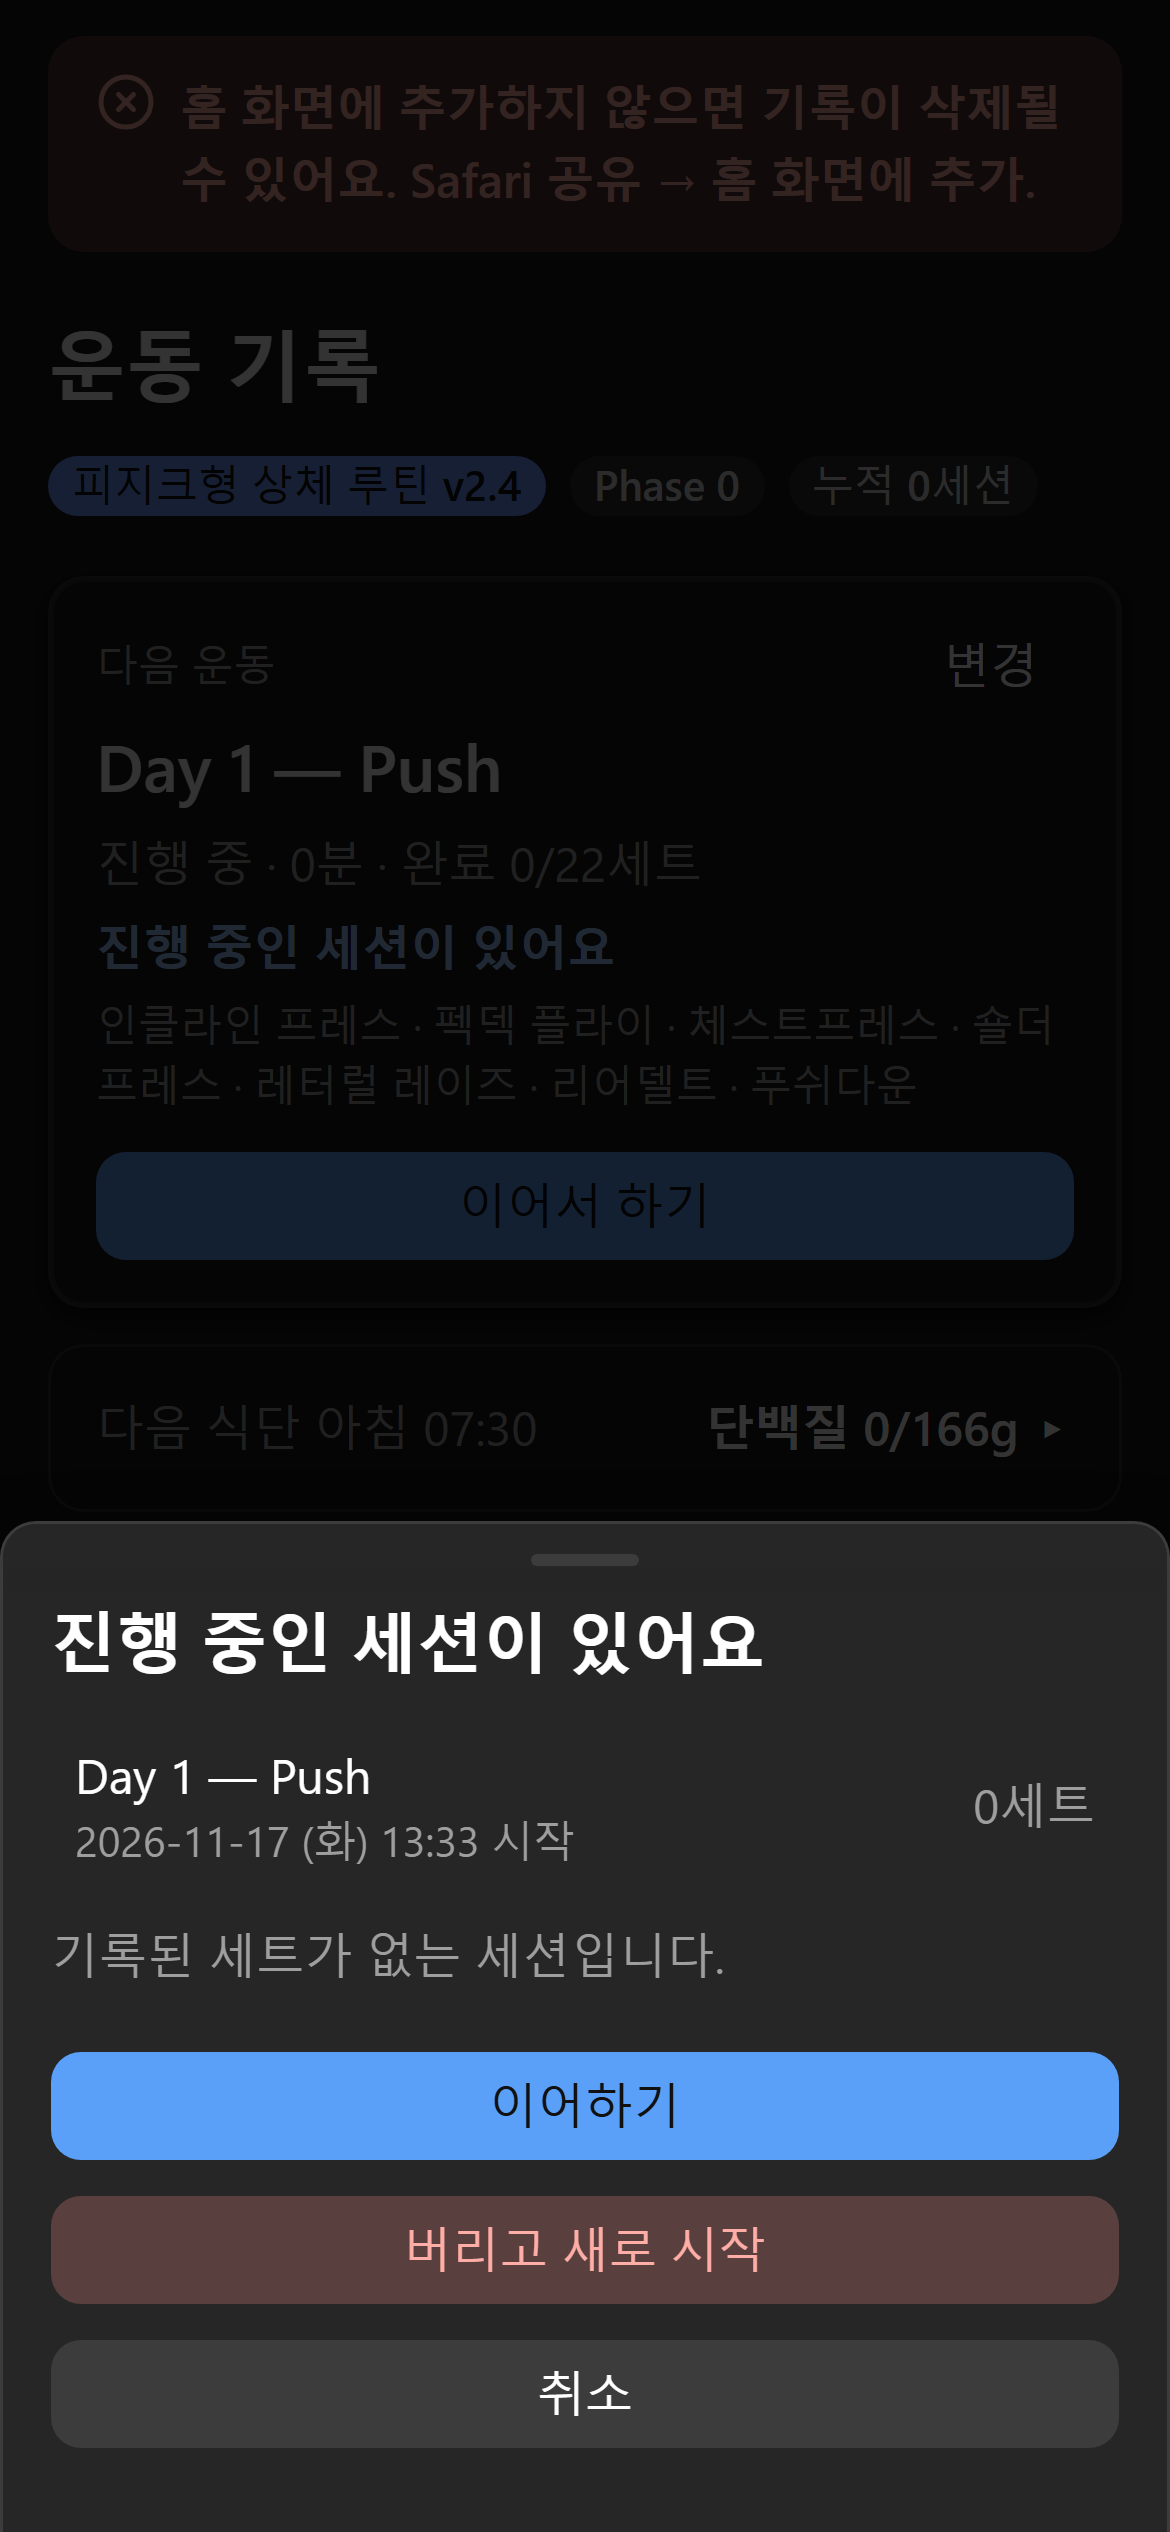 홈 화면에 추가하지 않으면 기록이 삭제될
수 있어요. Safari 공유 → 홈 화면에 추가.
운동 기록
피지크형 상체 루틴 v2.4
Phase 0
누적 0세션
다음 운동
변경
Day 1 — Push
진행 중 · 0분 · 완료 0/22세트
진행 중인 세션이 있어요
인클라인 프레스 · 펙덱 플라이 · 체스트프레스 · 숄더
프레스 · 레터럴 레이즈 · 리어델트 · 푸쉬다운
이어서 하기
다음 식단 아침 07:30
단백질 0/166g ▸
진행 중인 세션이 있어요
Day 1 — Push
0세트
2026-11-17 (화) 13:33 시작
기록된 세트가 없는 세션입니다.
이어하기
버리고 새로 시작
취소